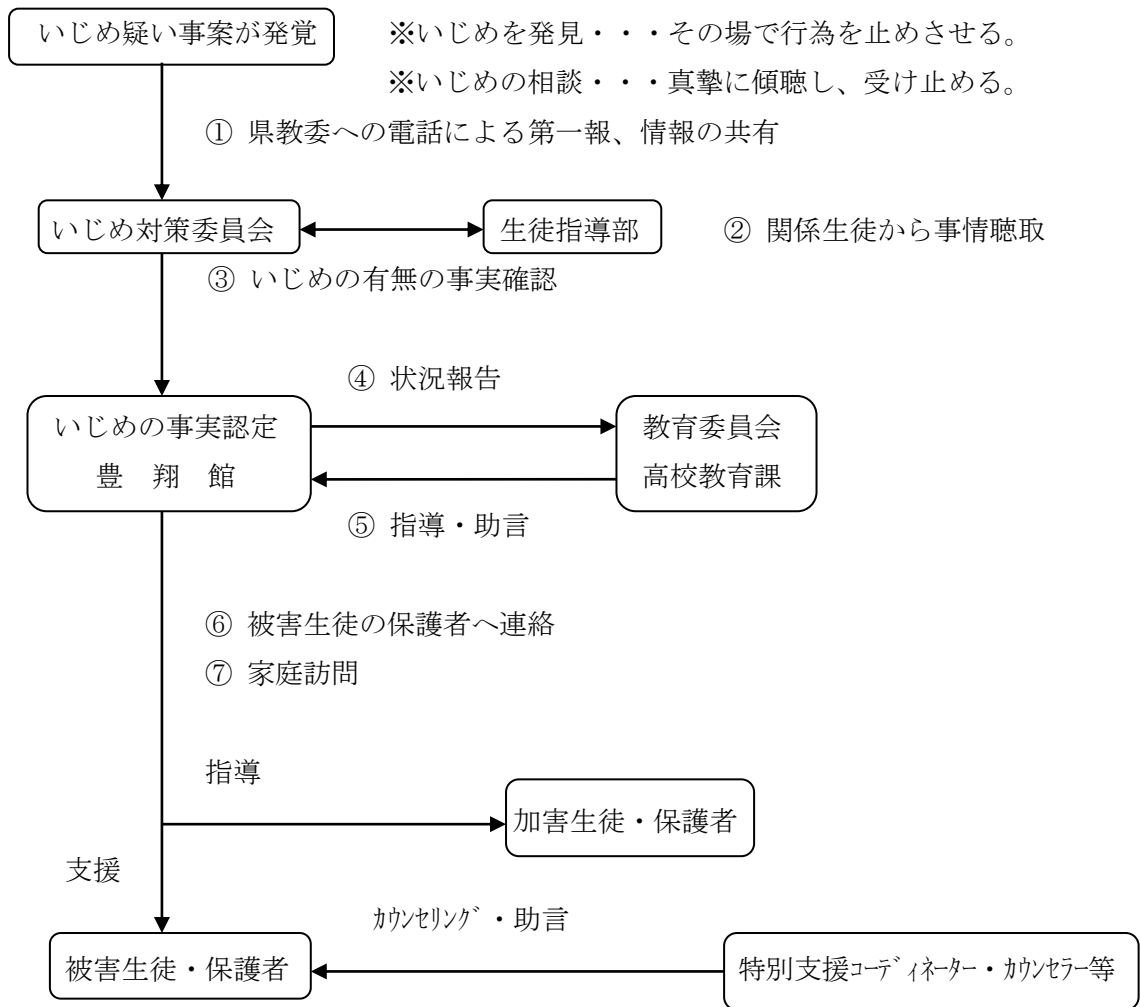 いじめ疑い事案が発覚
※いじめを発見・・・その場で行為を止めさせる。
※いじめの相談・・・真摯に傾聴し、受け止める。
① 県教委への電話による第一報、情報の共有
いじめ対策委員会
生徒指導部
② 関係生徒から事情聴取
③ いじめの有無の事実確認
④ 状況報告
いじめの事実認定
豊 翔 館
教育委員会
高校教育課
⑤ 指導・助言
⑥ 被害生徒の保護者へ連絡
⑦ 家庭訪問
指導
加害生徒・保護者
支援
ｶｳﾝｾﾘﾝｸﾞ・助言
被害生徒・保護者
特別支援ｺｰﾃﾞｨﾈｰﾀｰ・ｶｳﾝｾﾗｰ等